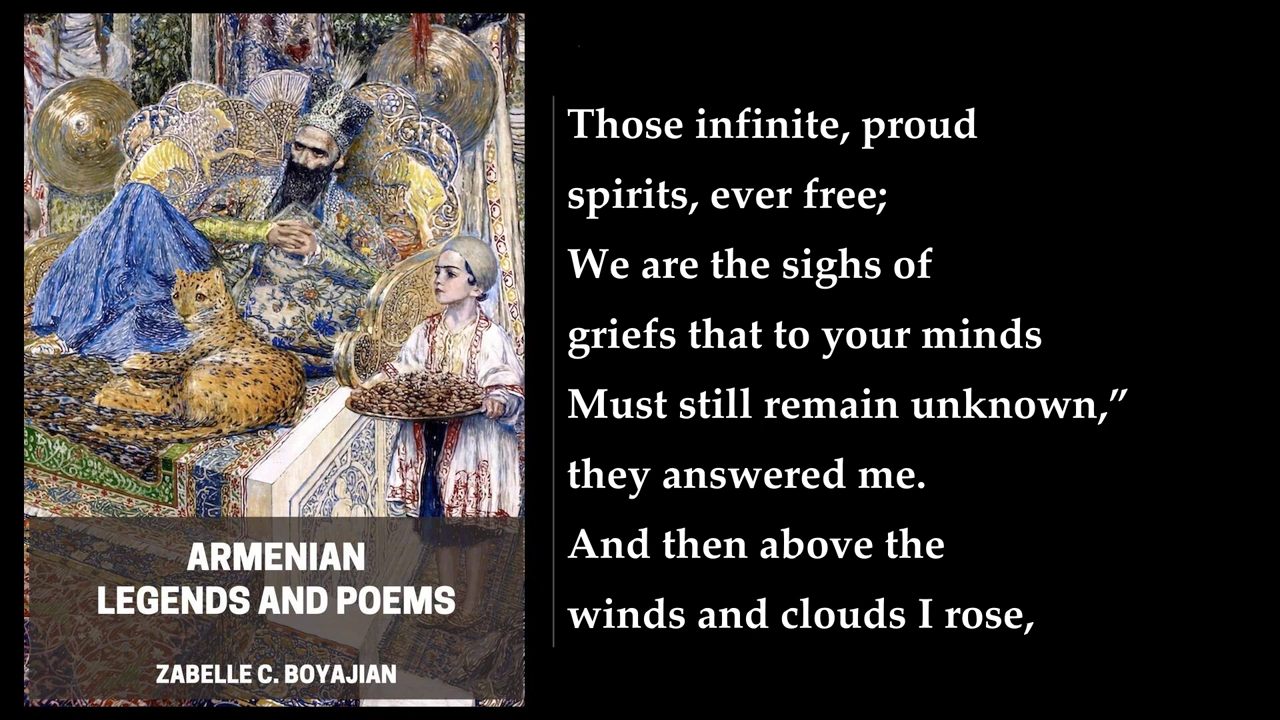 ARMENIAN
LEGENDS AND POEMS
ZABELLE C. BOYAJIAN
Those infinite, proud
spirits, ever free;
We are the sighs of
griefs that to your minds
Must still remain unknown,”
they answered me.
And then above the
winds and clouds I rose,